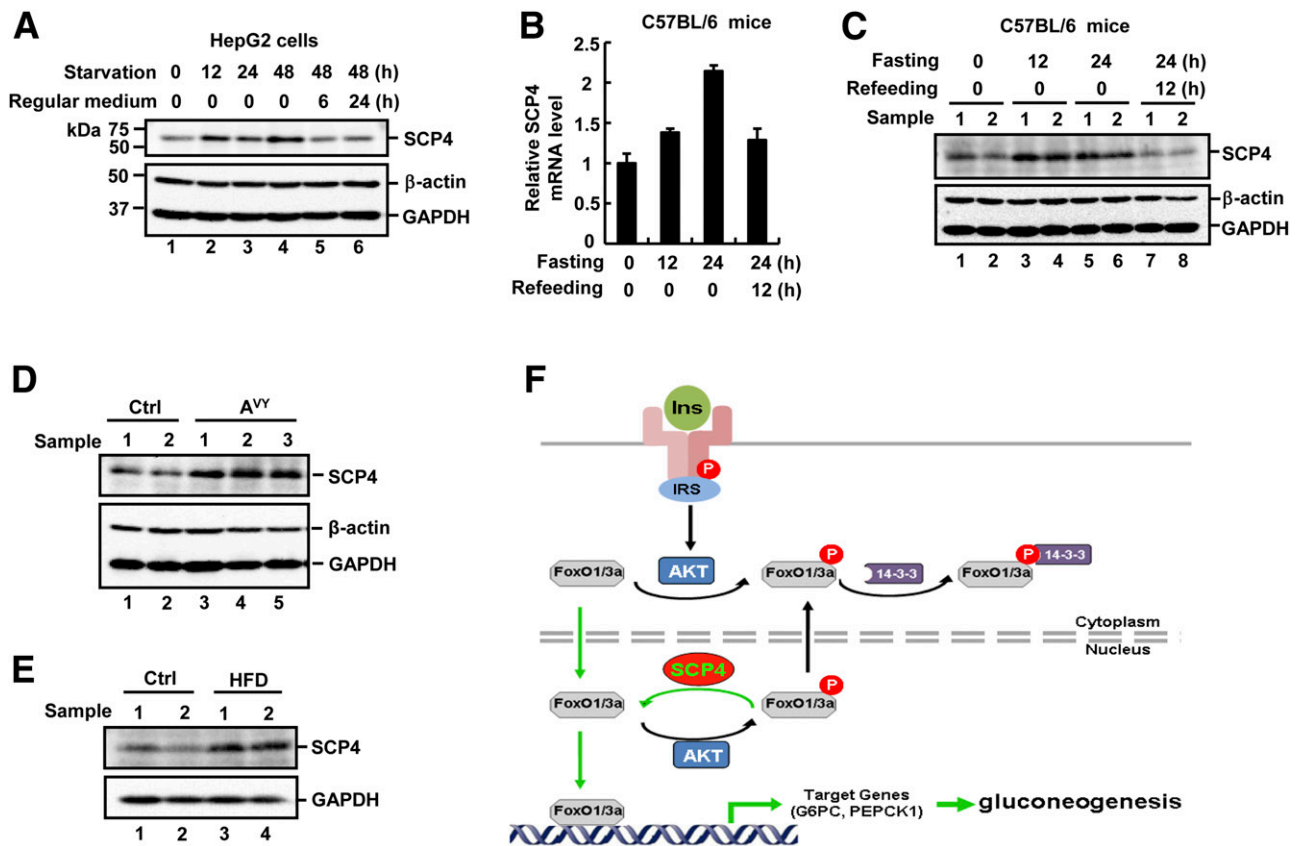 A
HepG2 cells
Starvation 0 12 24 48 48 48 (h)
Regular medium 0 0 0 0 6 24 (h)
kDa 75
50
SCP4
50
β-actin
37
GAPDH
1 2 3 4 5 6
B
C57BL/6 mice
Relative SCP4
mRNA level
2.5
2
1.5
1
0.5
0
Fasting 0 12 24 24 (h)
Refeeding 0 0 0 12 (h)
C
C57BL/6 mice
Fasting 0 12 24 24 (h)
Refeeding 0 0 0 12 (h)
Sample 1 2 1 2 1 2 1 2
SCP4
β-actin
GAPDH
1 2 3 4 5 6 7 8
D
Ctrl AVY
Sample 1 2 1 2 3
SCP4
β-actin
GAPDH
1 2 3 4 5
E
Ctrl HFD
Sample 1 2 1 2
SCP4
GAPDH
1 2 3 4
F
Ins
P
IRS
FoxO1/3a AKT FoxO1/3a P 14-3-3 FoxO1/3a P 14-3-3
Cytoplasm
Nucleus
SCP4
P
FoxO1/3a FoxO1/3a
AKT
FoxO1/3a
Target Genes
(G6PC, PEPCK1)
gluconeogenesis